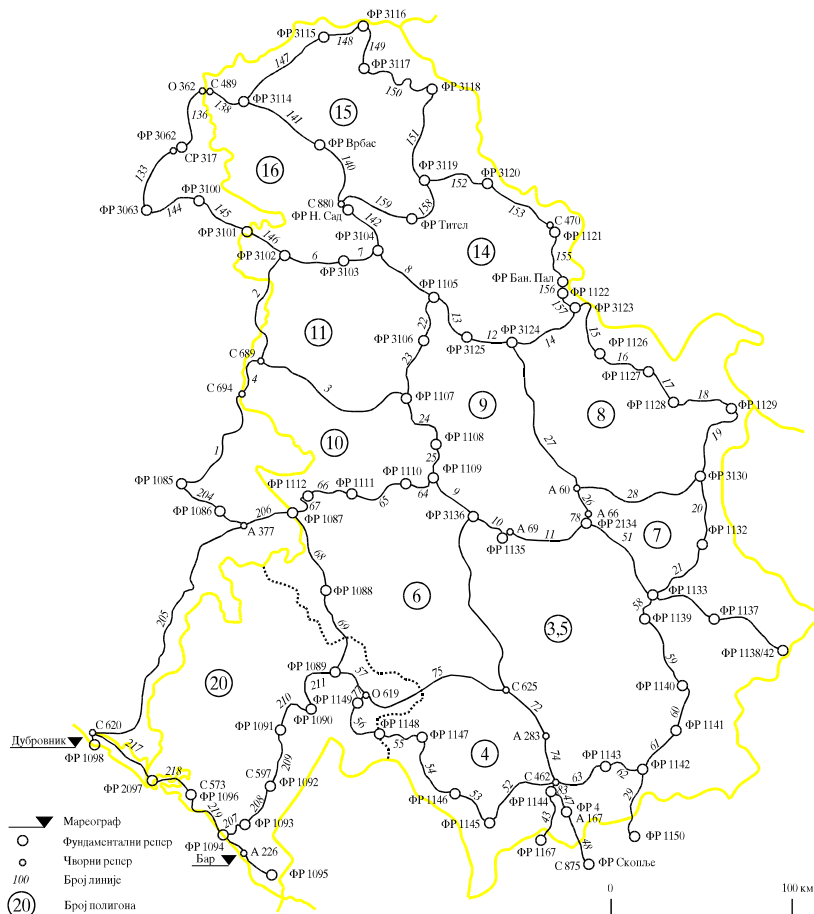 ФР 3116
ФР 3115
148
149
147
ФР 3117
О 362
С 489
150
ФР 3118
138
ФР 3114
136
15
141
151
ФР 3062
СР 317
ФР Врбас
133
16
140
ФР 3119
152
ФР 3120
ФР 3100
159
158
153
144
145
С 880
ФР Н. Сад
142
ФР Тител
С 470
ФР 3063
ФР 3101
146
ФР 3104
14
ФР 1121
ФР 3102
6
7
ФР 3103
155
8
ФР Бан. Пал
2
ФР 1105
156
ФР 1122
157
ФР 3123
11
22
13
ФР 3106
12
ФР 3124
14
15
ФР 1126
ФР 3125
16
С 689
23
ФР 1127
4
3
17
С 694
ФР 1107
9
8
18
ФР 1128
ФР 1129
24
19
1
10
ФР 1108
27
25
ФР 1109
ФР 3130
ФР 1085
ФР 1112
66
ФР 1111
ФР 1110
65
64
204
67
9
А 60
28
ФР 1086
206
ФР 1087
26
А 66
20
ФР 3136
10
А 69
78
ФР 2134
А 377
ФР 1135
11
51
7
ФР 1132
68
21
ФР 1088
6
ФР 1133
58
205
ФР 1139
ФР 1137
69
3,5
ФР 1138/42
59
ФР 1089
57
75
20
211
О 619
С 625
ФР 1140
74
210
ФР 1149
ФР 1090
72
60
С 620
ФР 1091
56
ФР 1148
ФР 1141
Дубровник
55
ФР 1147
А 283
61
217
ФР 1098
4
74
209
54
ФР 1143
218
С 573
С 597
С 462
63
62
ФР 1142
ФР 2097
ФР 1096
ФР 1092
52
83
ФР 1144
ФР 1146
53
47
ФР 4
29
219
208
43
А 167
207
ФР 1093
ФР 1145
Мареограф
ФР 1094
ФР 1150
Фундаментални репер
ФР 1167
А 226
48
Чворни репер
Бар
С 875
ФР Скопље
100
Број линије
ФР 1095
0
100 км
20
Број полигона